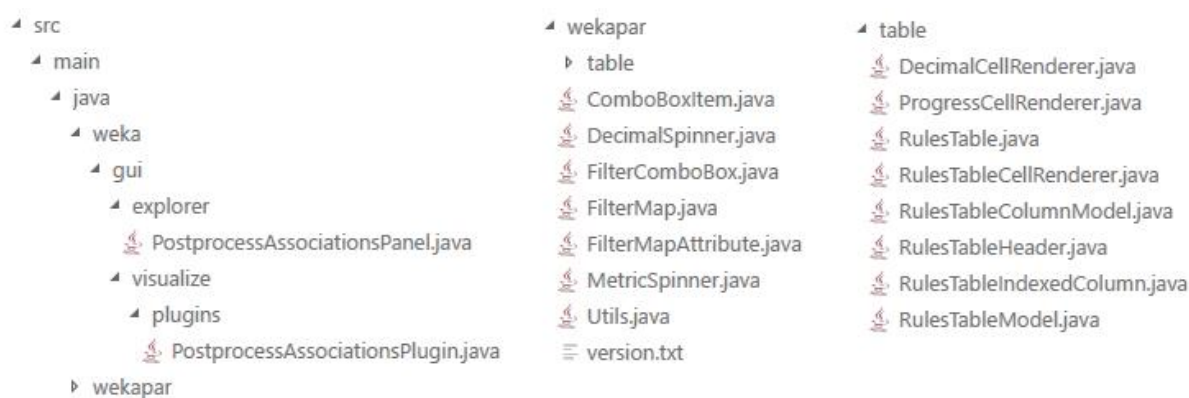 src
main
java
weka
gui
explorer
PostprocessAssociationsPanel.java
visualize
plugins
PostprocessAssociationsPlugin.java
wekapar
wekapar
table
ComboBoxItem.java
DecimalSpinner.java
FilterComboBox.java
FilterMap.java
FilterMapAttribute.java
MetricSpinner.java
Utils.java
version.txt
table
DecimalCellRenderer.java
ProgressCellRenderer.java
RulesTable.java
RulesTableCellRenderer.java
RulesTableColumnModel.java
RulesTableHeader.java
RulesTableIndexedColumn.java
RulesTableModel.java